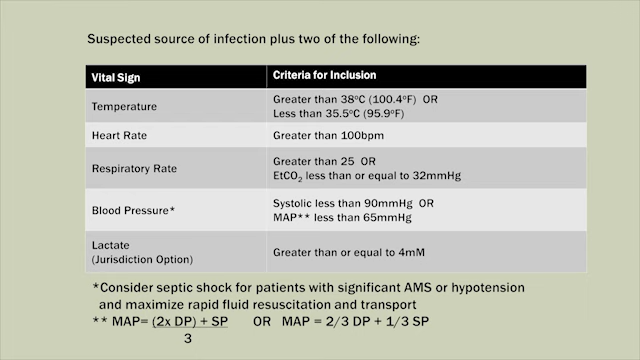 Suspected source of infection plus two of the following:
Vital Sign
Criteria for Inclusion
Temperature
Greater than 38ºC (100.4ºF) OR
Less than 35.5ºC (95.9ºF)
Heart Rate
Greater than 100bpm
Respiratory Rate
Greater than 25 OR
EtCO₂ less than or equal to 32mmHg
Blood Pressure*
Systolic less than 90mmHg OR
MAP** less than 65mmHg
Lactate
(Jurisdiction Option)
Greater than or equal to 4mM
*Consider septic shock for patients with significant AMS or hypotension
and maximize rapid fluid resuscitation and transport
** MAP= (2x DP) + SP OR MAP = 2/3 DP + 1/3 SP
3